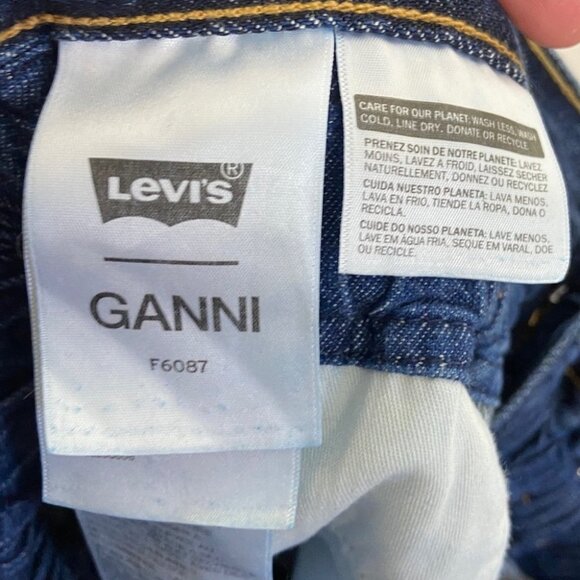 LEVI'S®
GANNI
F6087
CARE FOR OUR PLANET: WASH LESS, WASH
COLD, LINE DRY, DONATE OR RECYCLE.
PRENEZ SOIN DE NOTRE PLANETE: LAVEZ
MOINS, LAVEZ A FROID, LAISSEZ SECHER
NATURELLEMENT, DONNEZ OU RECYCLEZ
CUIDA NUESTRO PLANETA: LAVA MENOS,
LAVA EN FRIO, TIENDE LA ROPA, DONA O
RECICLA.
CUIDE DO NOSSO PLANETA: LAVE MENOS,
LAVE EM ÁGUA FRIA, SEQUE EM VARAL, DOE
OU RECICLE.